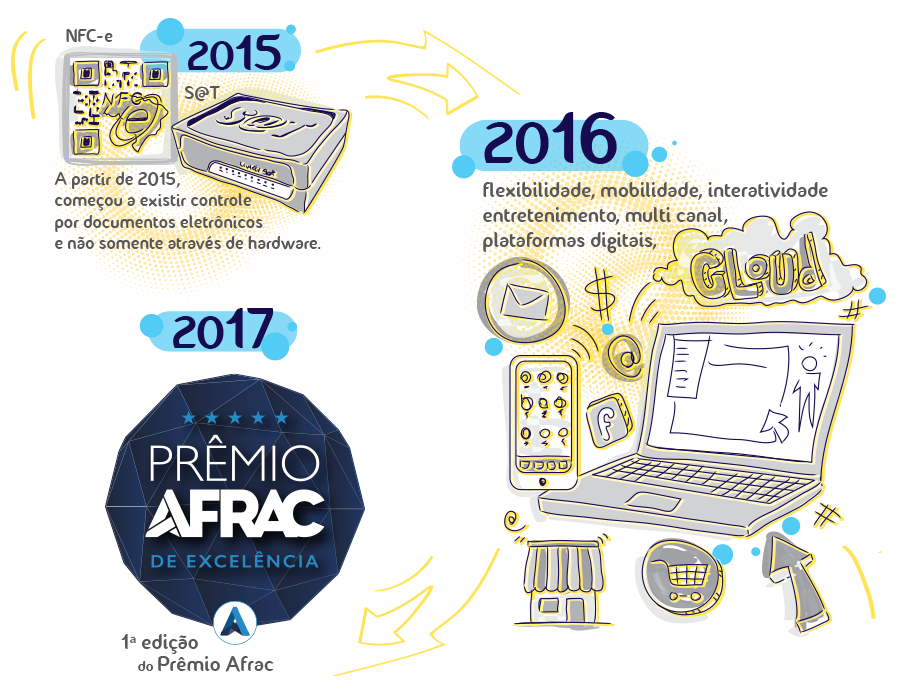 NFC-e
2015
S@T
NFC
e
S@T
A partir de 2015,
começou a existir controle
por documentos eletrônicos
e não somente através de hardware.
2016
flexibilidade, mobilidade, interatividade
entretenimento, multi canal,
plataformas digitais,
CLOUD
$
@
#
f
2017
PRÊMIO
AFRAC
DE EXCELÊNCIA
@
#
A
1ª edição
do Prêmio Afrac